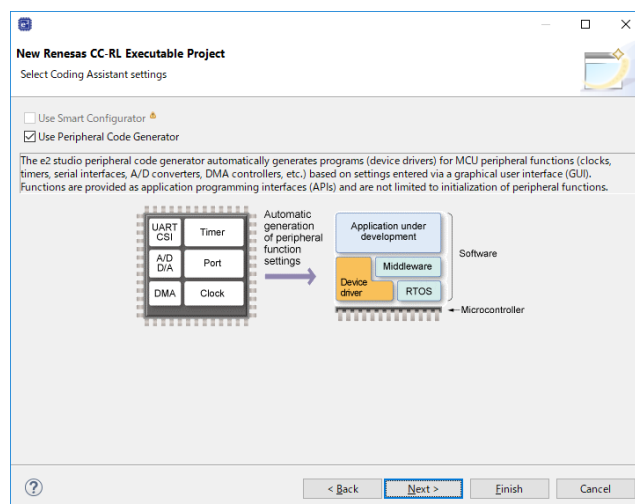 e²
New Renesas CC-RL Executable Project
Select Coding Assistant settings
Use Smart Configurator
Use Peripheral Code Generator
The e2 studio peripheral code generator automatically generates programs (device drivers) for MCU peripheral functions (clocks,
timers, serial interfaces, A/D converters, DMA controllers, etc.) based on settings entered via a graphical user interface (GUI).
Functions are provided as application programming interfaces (APIs) and are not limited to initialization of peripheral functions.
UART
CSI
Timer
A/D
D/A
Port
DMA
Clock
Automatic
generation
of peripheral
function
settings
Application under
development
Middleware
Device
driver
RTOS
Software
Microcontroller
?
< Back
Next >
Finish
Cancel